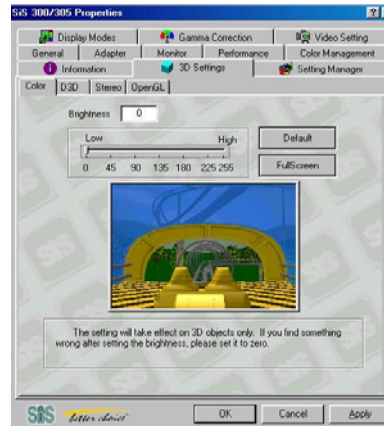 SiS 300/305 Properties
Display Modes
Gamma Correction
Video Setting
General
Adapter
Monitor
Performance
Color Management
Information
3D Settings
Setting Manager
Color
D3D
Stereo
OpenGL
Brightness 0
Low High
Default
0 45 90 135 180 225 255
FullScreen
The setting will take effect on 3D objects only. If you find something
wrong after setting the brightness, please set it to zero.
SiS better choice
OK
Cancel
Apply